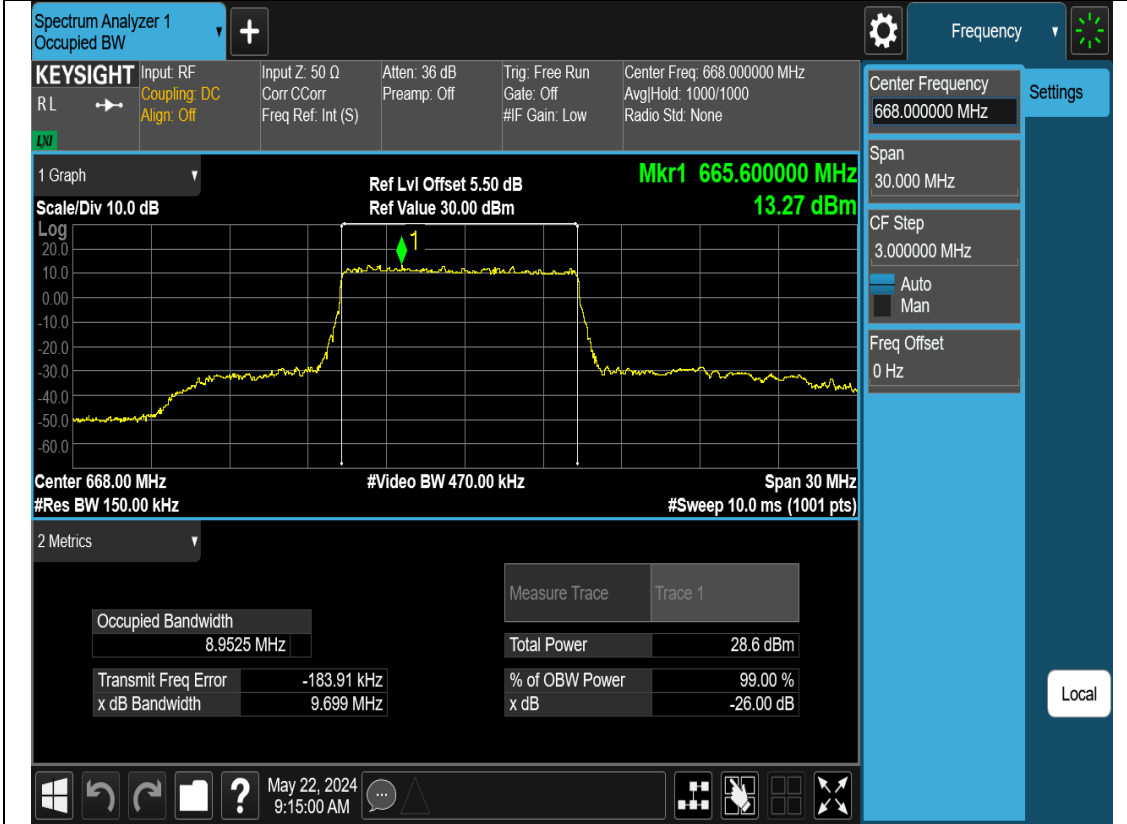 Spectrum Analyzer 1
Occupied BW
+
Frequency
KEYSIGHT
RL
LXI
Input: RF
Coupling: DC
Align: Off
Input Z: 50 Ω
Corr CCorr
Freq Ref: Int (S)
Atten: 36 dB
Preamp: Off
Trig: Free Run
Gate: Off
#IF Gain: Low
Center Freq: 668.000000 MHz
Avg|Hold: 1000/1000
Radio Std: None
Center Frequency
668.000000 MHz
Settings
Span
30.000 MHz
CF Step
3.000000 MHz
Auto
Man
Freq Offset
0 Hz
Local
1 Graph
Scale/Div 10.0 dB
Ref Lvl Offset 5.50 dB
Ref Value 30.00 dBm
Mkr1 665.600000 MHz
13.27 dBm
Log
1
20.0
10.0
0.00
-10.0
-20.0
-30.0
-40.0
-50.0
-60.0
Center 668.00 MHz
#Video BW 470.00 kHz
Span 30 MHz
#Res BW 150.00 kHz
#Sweep 10.0 ms (1001 pts)
2 Metrics
Measure Trace Trace 1
Occupied Bandwidth
8.9525 MHz
Total Power 28.6 dBm
Transmit Freq Error -183.91 kHz
% of OBW Power 99.00 %
x dB Bandwidth 9.699 MHz
x dB -26.00 dB
?
May 22, 2024
9:15:00 AM